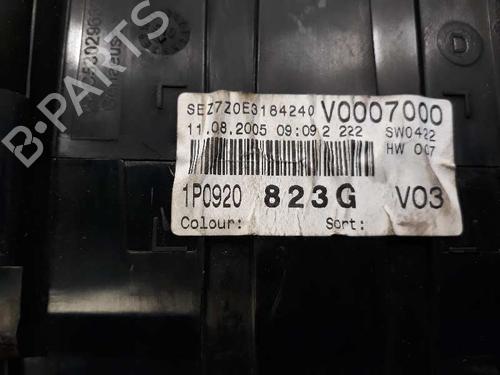 SEZ7Z0E3184240 V0007000
11.08.2005 09:09 2 222 SW0422
HW 007
1P0920 823G V03
Colour: Sort:
D
B-PARTS